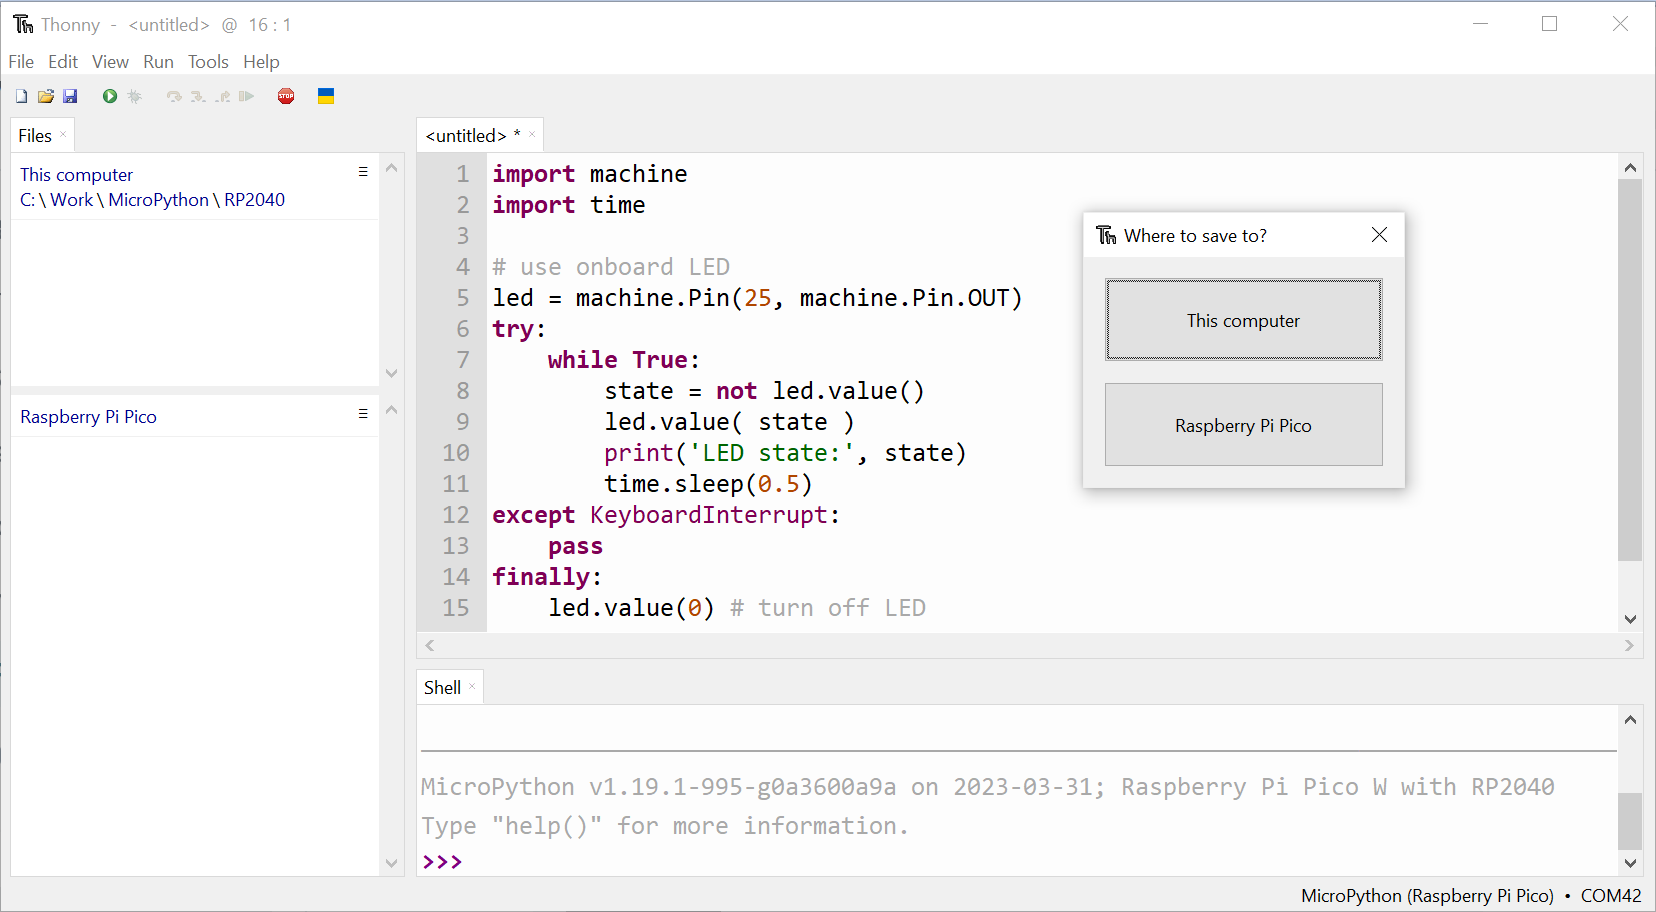 Thonny - <untitled> @ 16 : 1
File Edit View Run Tools Help
STOP
Files
This computer
C: \ Work \ MicroPython \ RP2040
Raspberry Pi Pico
<untitled> *
1 import machine
2 import time
3
4 # use onboard LED
5 led = machine.Pin(25, machine.Pin.OUT)
6 try:
7     while True:
8         state = not led.value()
9         led.value( state )
10         print('LED state:', state)
11         time.sleep(0.5)
12 except KeyboardInterrupt:
13     pass
14 finally:
15     led.value(0) # turn off LED
Where to save to?
This computer
Raspberry Pi Pico
Shell
MicroPython v1.19.1-995-g0a3600a9a on 2023-03-31; Raspberry Pi Pico W with RP2040
Type "help()" for more information.
>>>
MicroPython (Raspberry Pi Pico) • COM42